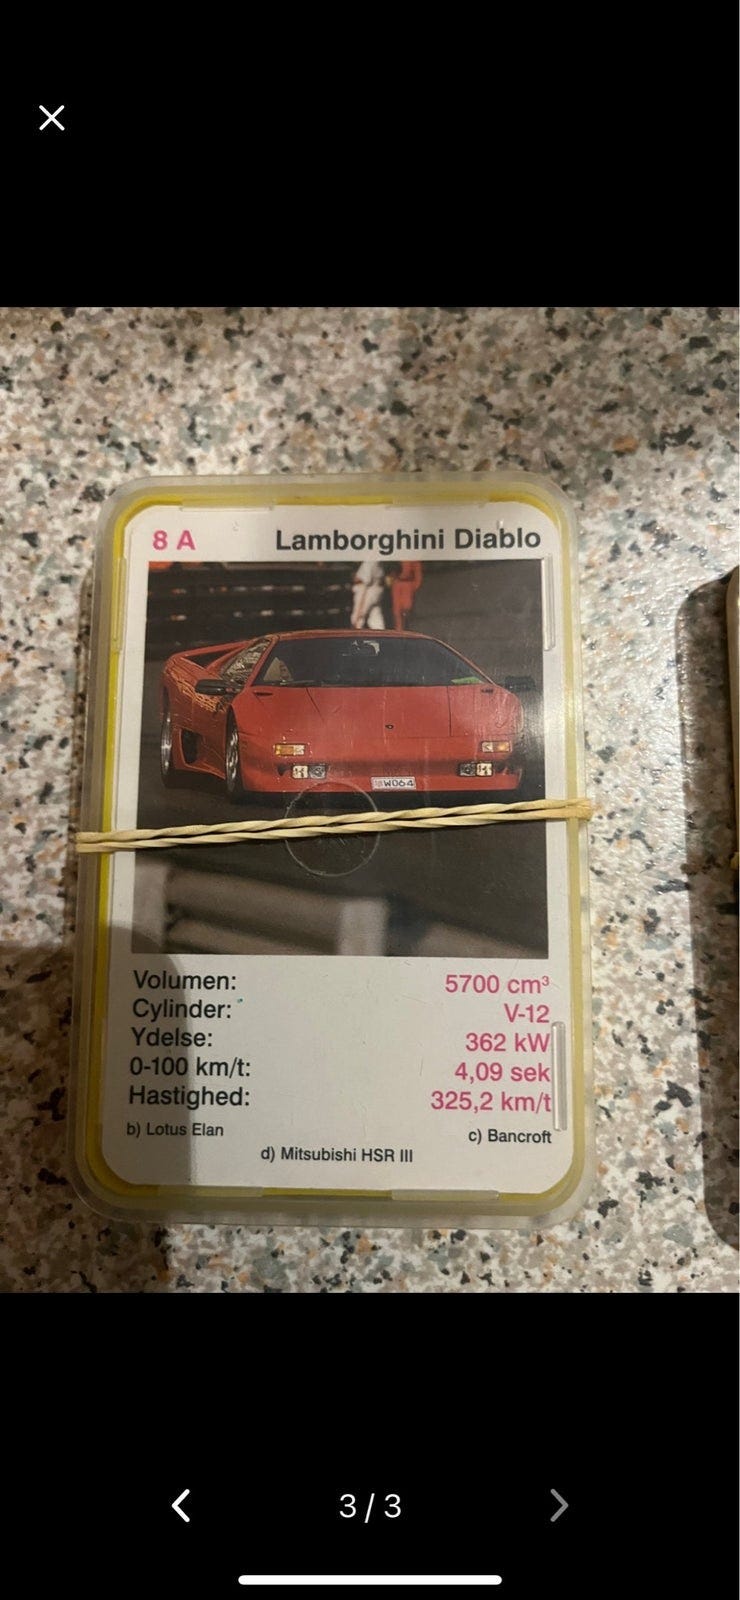 8 A Lamborghini Diablo
W064
Volumen: 5700 cm³
Cylinder: V-12
Ydelse: 362 kW
0-100 km/t: 4,09 sek
Hastighed: 325,2 km/t
b) Lotus Elan c) Bancroft
d) Mitsubishi HSR III
3 / 3